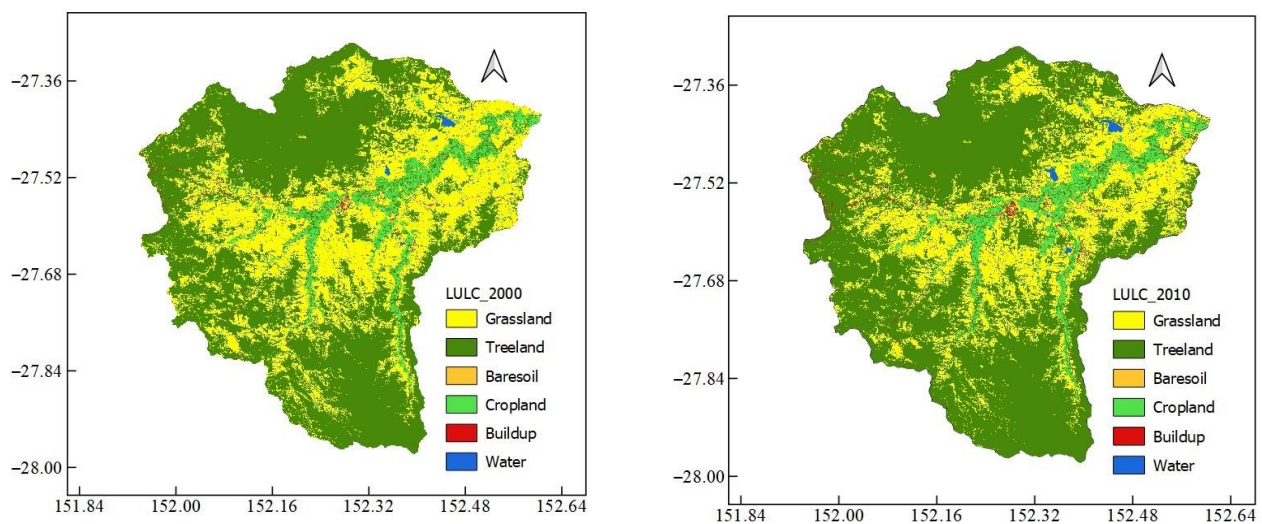 −27.36
−27.52
−27.68
−27.84
−28.00
151.84 152.00 152.16 152.32 152.48 152.64
LULC_2000
Grassland
Treeland
Baresoil
Cropland
Buildup
Water
−27.36
−27.52
−27.68
−27.84
−28.00
151.84 152.00 152.16 152.32 152.48 152.64
LULC_2010
Grassland
Treeland
Baresoil
Cropland
Buildup
Water